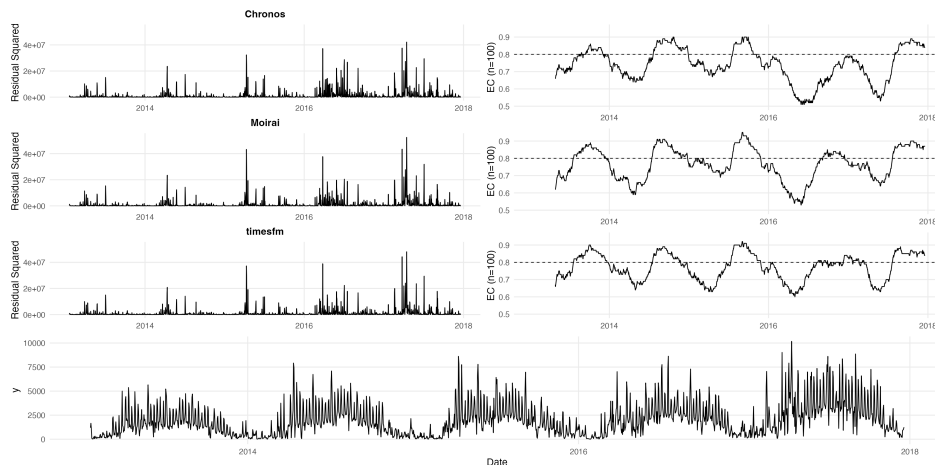 Chronos
Residual Squared
4e+07
2e+07
0e+00
2014
2016
2018
EC (n=100)
0.9
0.8
0.7
0.6
0.5
2014
2016
2018
Moirai
Residual Squared
4e+07
2e+07
0e+00
2014
2016
2018
EC (n=100)
0.9
0.8
0.7
0.6
0.5
2014
2016
2018
timesfm
Residual Squared
4e+07
2e+07
0e+00
2014
2016
2018
EC (n=100)
0.9
0.8
0.7
0.6
0.5
2014
2016
2018
y
10000
7500
5000
2500
0
2014
2016
2018
Date